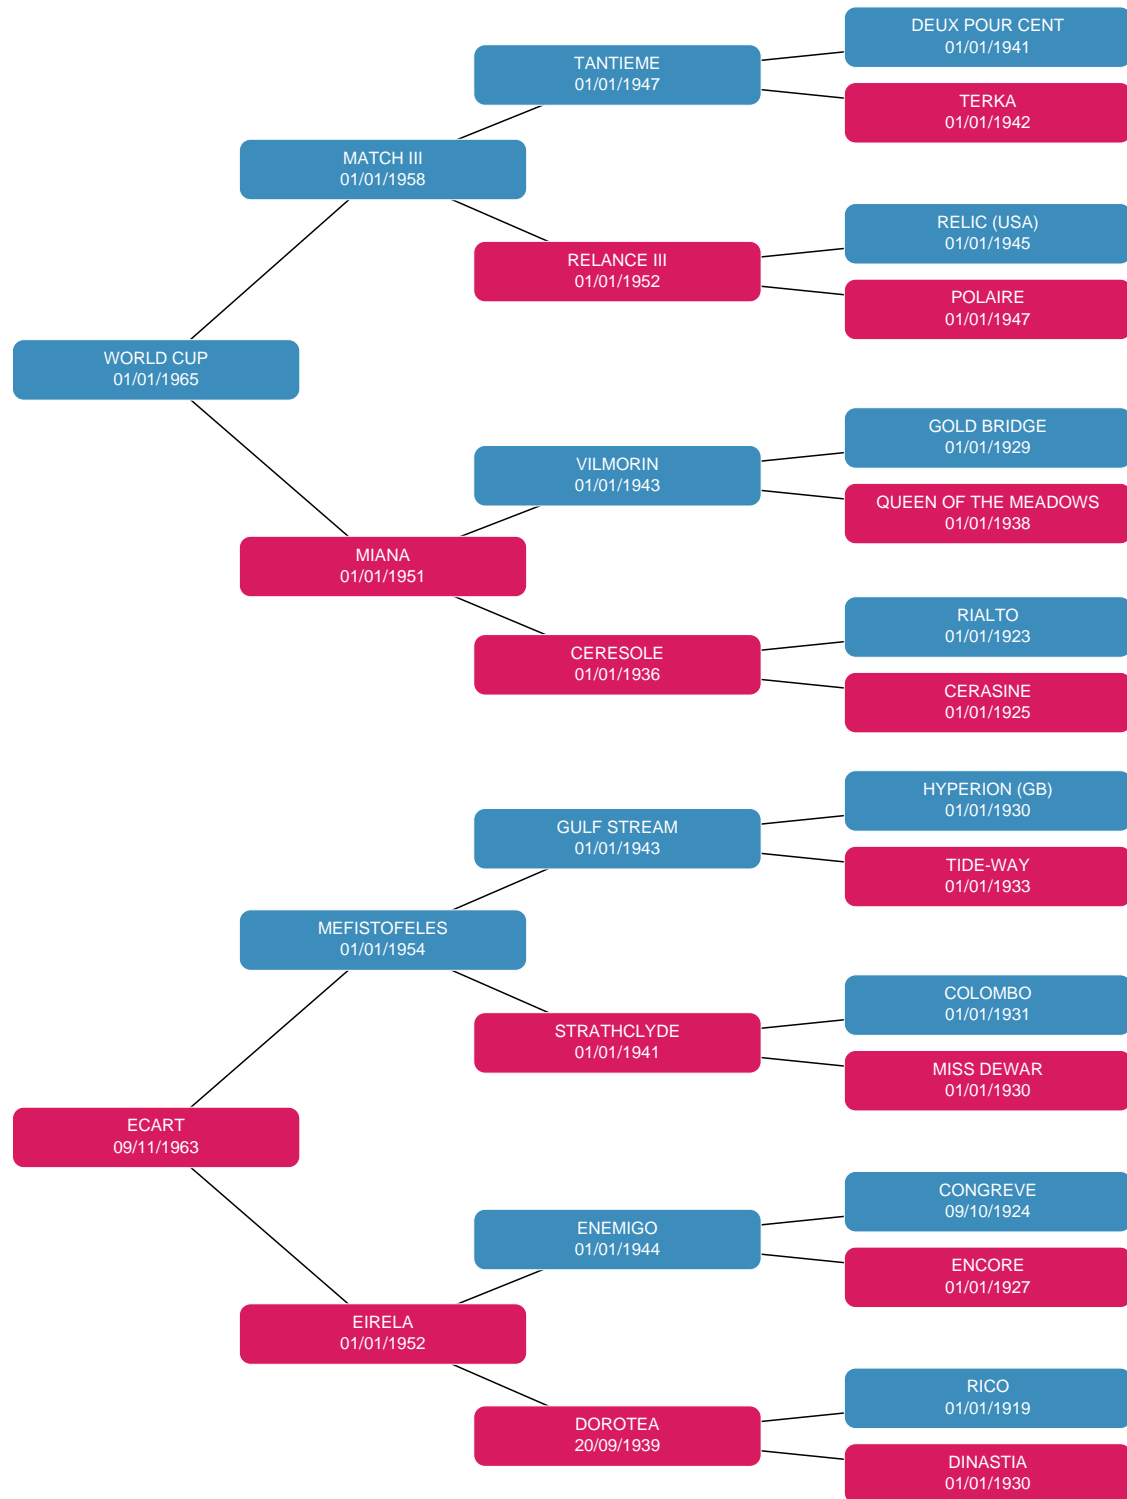 DEUX POUR CENT
01/01/1941
TANTIEME
01/01/1947
TERKA
01/01/1942
MATCH III
01/01/1958
RELIC (USA)
01/01/1945
RELANCE III
01/01/1952
POLAIRE
01/01/1947
WORLD CUP
01/01/1965
GOLD BRIDGE
01/01/1929
VILMORIN
01/01/1943
QUEEN OF THE MEADOWS
01/01/1938
MIANA
01/01/1951
RIALTO
01/01/1923
CERESOLE
01/01/1936
CERASINE
01/01/1925
HYPERION (GB)
01/01/1930
GULF STREAM
01/01/1943
TIDE-WAY
01/01/1933
MEFISTOFELES
01/01/1954
COLOMBO
01/01/1931
STRATHCLYDE
01/01/1941
MISS DEWAR
01/01/1930
ECART
09/11/1963
CONGREVE
09/10/1924
ENEMIGO
01/01/1944
ENCORE
01/01/1927
EIRELA
01/01/1952
RICO
01/01/1919
DOROTEA
20/09/1939
DINASTIA
01/01/1930